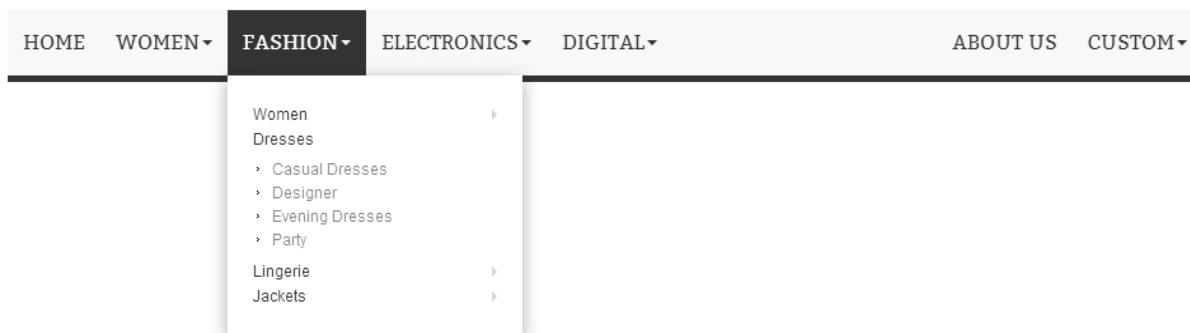 HOME WOMEN FASHION ELECTRONICS DIGITAL ABOUT US CUSTOM
Women
Dresses
Casual Dresses
Designer
Evening Dresses
Party
Lingerie
Jackets